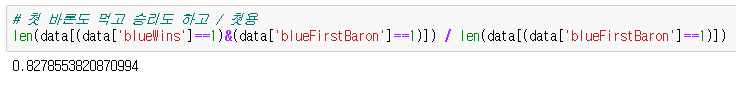 # 첫 바론도 먹고 승리도 하고 / 첫용
len(data[(data['blueWins']==1)&(data['blueFirstBaron']==1)]) / len(data[(data['blueFirstBaron']==1)])
0.8278553820870994